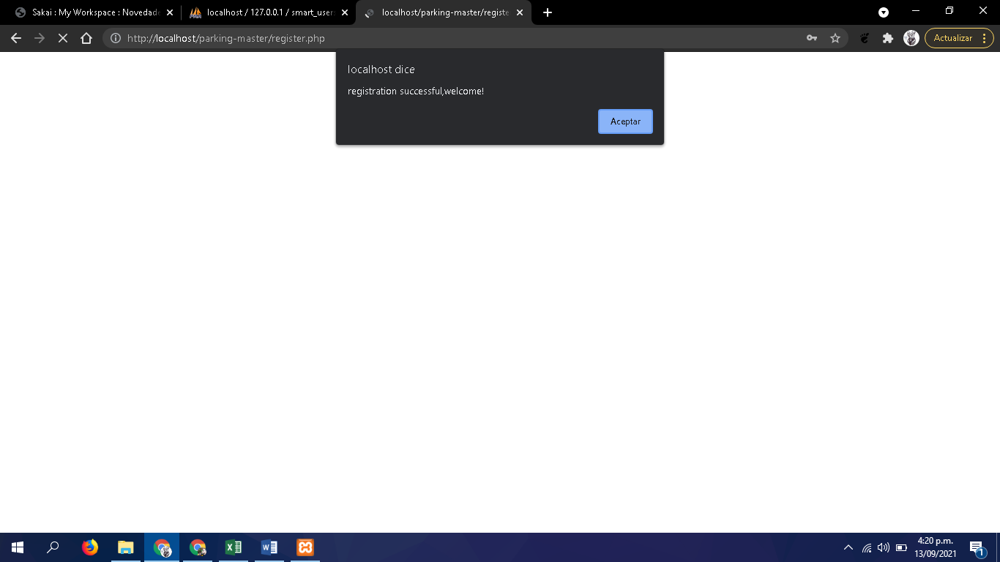 Sakai : My Workspace : Novedade
localhost / 127.0.0.1 / smart_user
localhost/parking-master/registe
http://localhost/parking-master/register.php
Actualizar
localhost dice
registration successful,welcome!
Aceptar
4:20 p.m.
13/09/2021
1